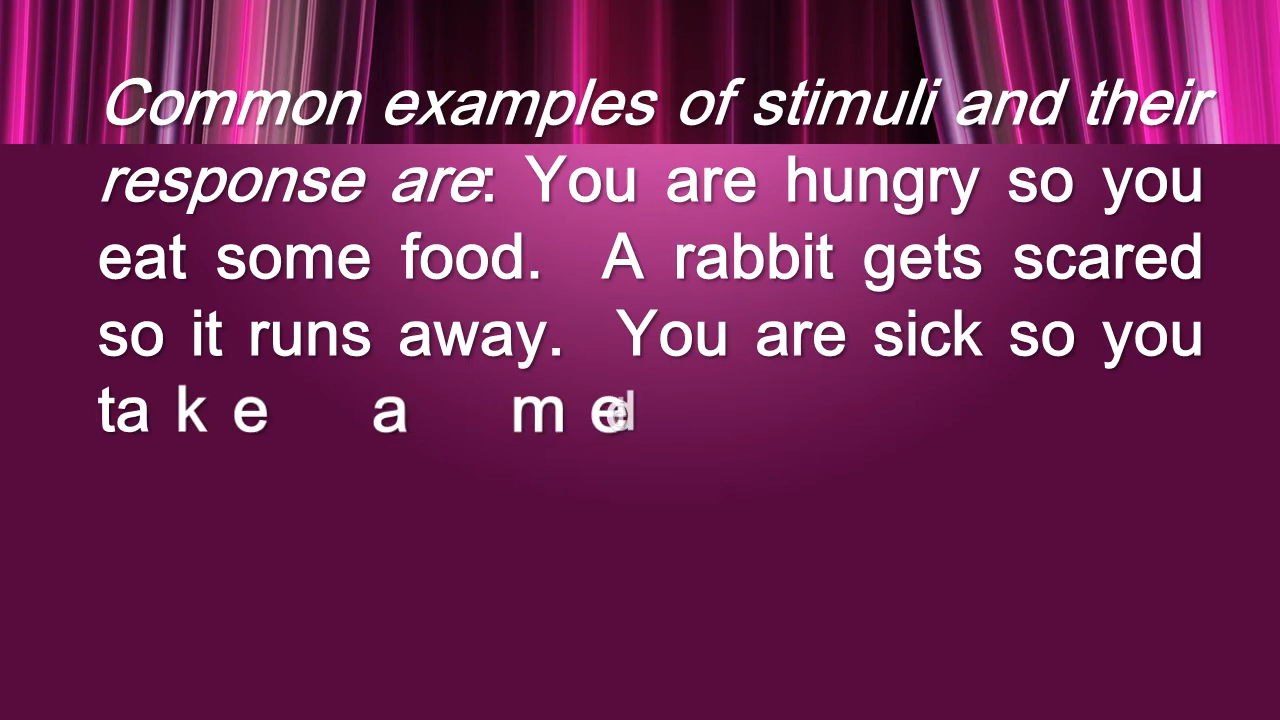 Common examples of stimuli and their
response are: You are hungry so you
eat some food. A rabbit gets scared
so it runs away. You are sick so you
take a med